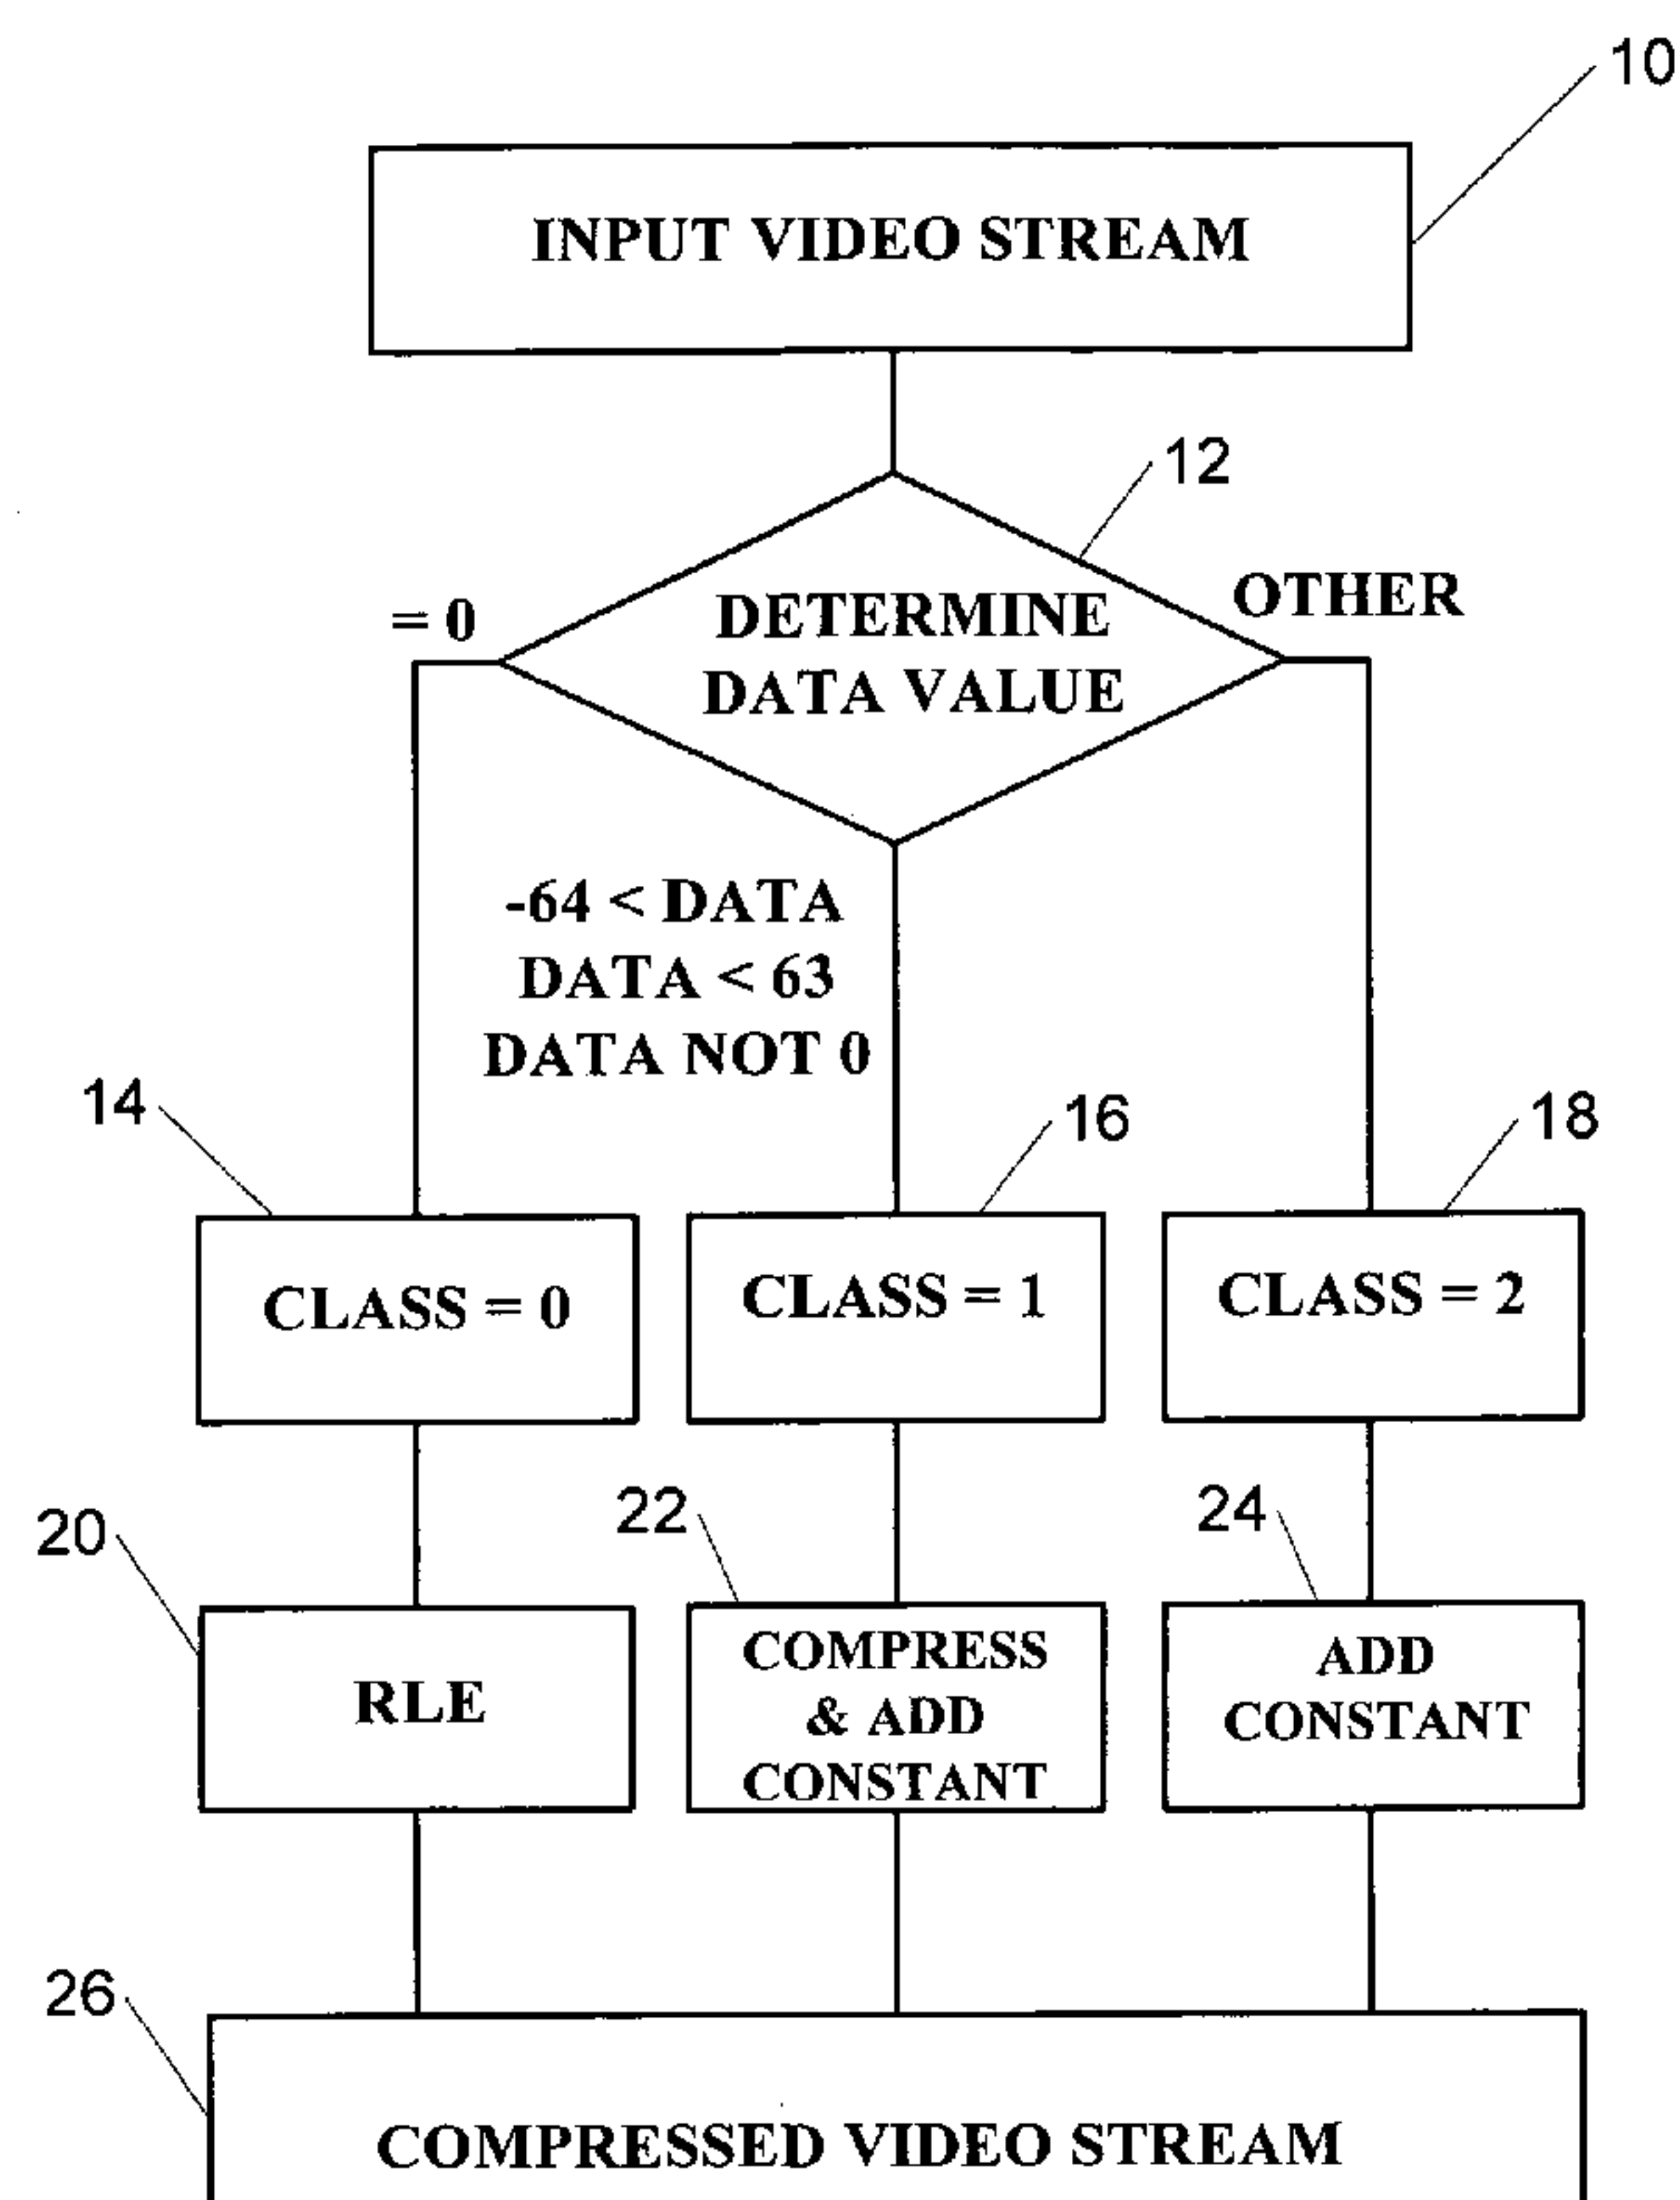 10
INPUT VIDEO STREAM
12
= 0
OTHER
DETERMINE
DATA VALUE
-64 < DATA
DATA < 63
DATA NOT 0
14
16
18
CLASS = 0
CLASS = 1
CLASS = 2
20
22
24
RLE
COMPRESS
& ADD
CONSTANT
ADD
CONSTANT
26
COMPRESSED VIDEO STREAM